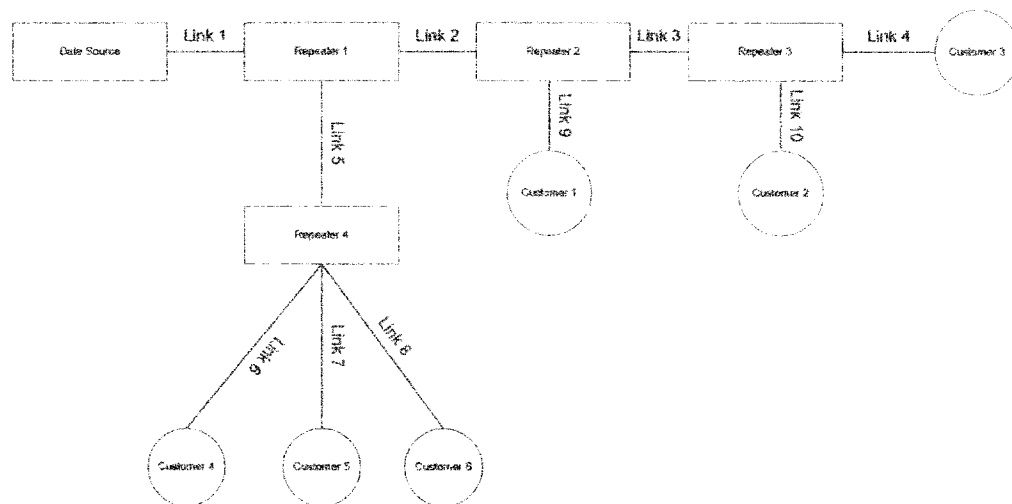 Link 1
Link 2
Link 3
Link 4
Data Source
Repeater 1
Repeater 2
Repeater 3
Customer 3
Link 5
Link 9
Link 10
Customer 1
Customer 2
Repeater 4
Link 6
Link 7
Link 8
Customer 4
Customer 5
Customer 6